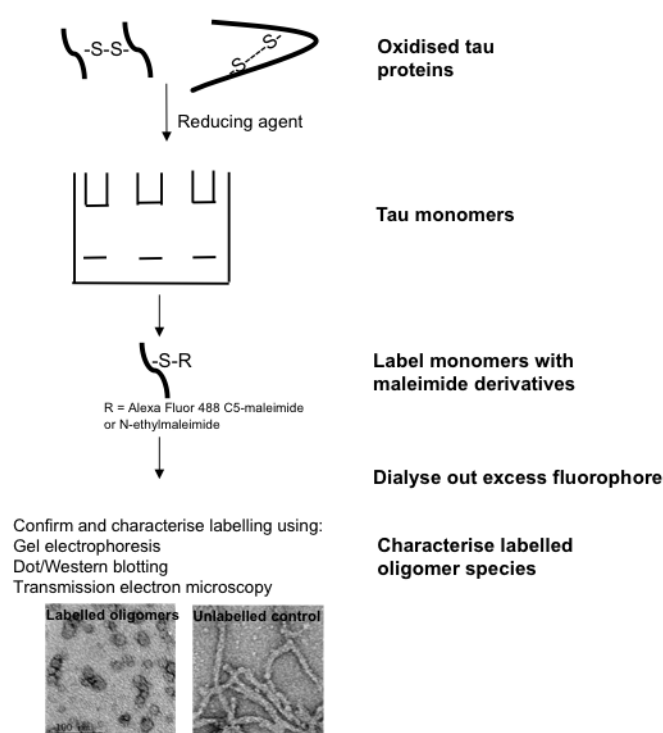 -S-S-
-S
S-
Oxidised tau
proteins
Reducing agent
Tau monomers
-S-R
Label monomers with
maleimide derivatives
R = Alexa Fluor 488 C5-maleimide
or N-ethylmaleimide
Dialyse out excess fluorophore
Confirm and characterise labelling using:
Gel electrophoresis
Dot/Western blotting
Transmission electron microscopy
Characterise labelled
oligomer species
Labelled oligomers
Unlabelled control
100 nm